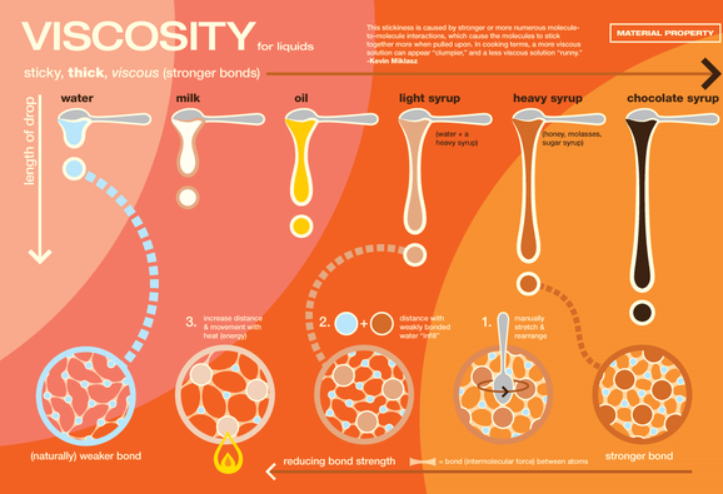 VISCOSITY for liquids
This stickiness is caused by stronger or more numerous molecule-
to-molecule interactions, which cause the molecules to stick
together more when pulled upon. In cooking terms, a more viscous
solution can appear "clumpier," and a less viscous solution "runny."
-Kevin Miklasz
MATERIAL PROPERTY
sticky, thick, viscous (stronger bonds)
length of drop
water
milk
oil
light syrup
(water + a
heavy syrup)
heavy syrup
(honey, molasses,
sugar syrup)
chocolate syrup
3. increase distance
& movement with
heat (energy)
2. + distance with
weakly bonded
water "infill"
1. manually
stretch &
rearrange
(naturally) weaker bond
reducing bond strength
= bond (intermolecular force) between atoms
stronger bond